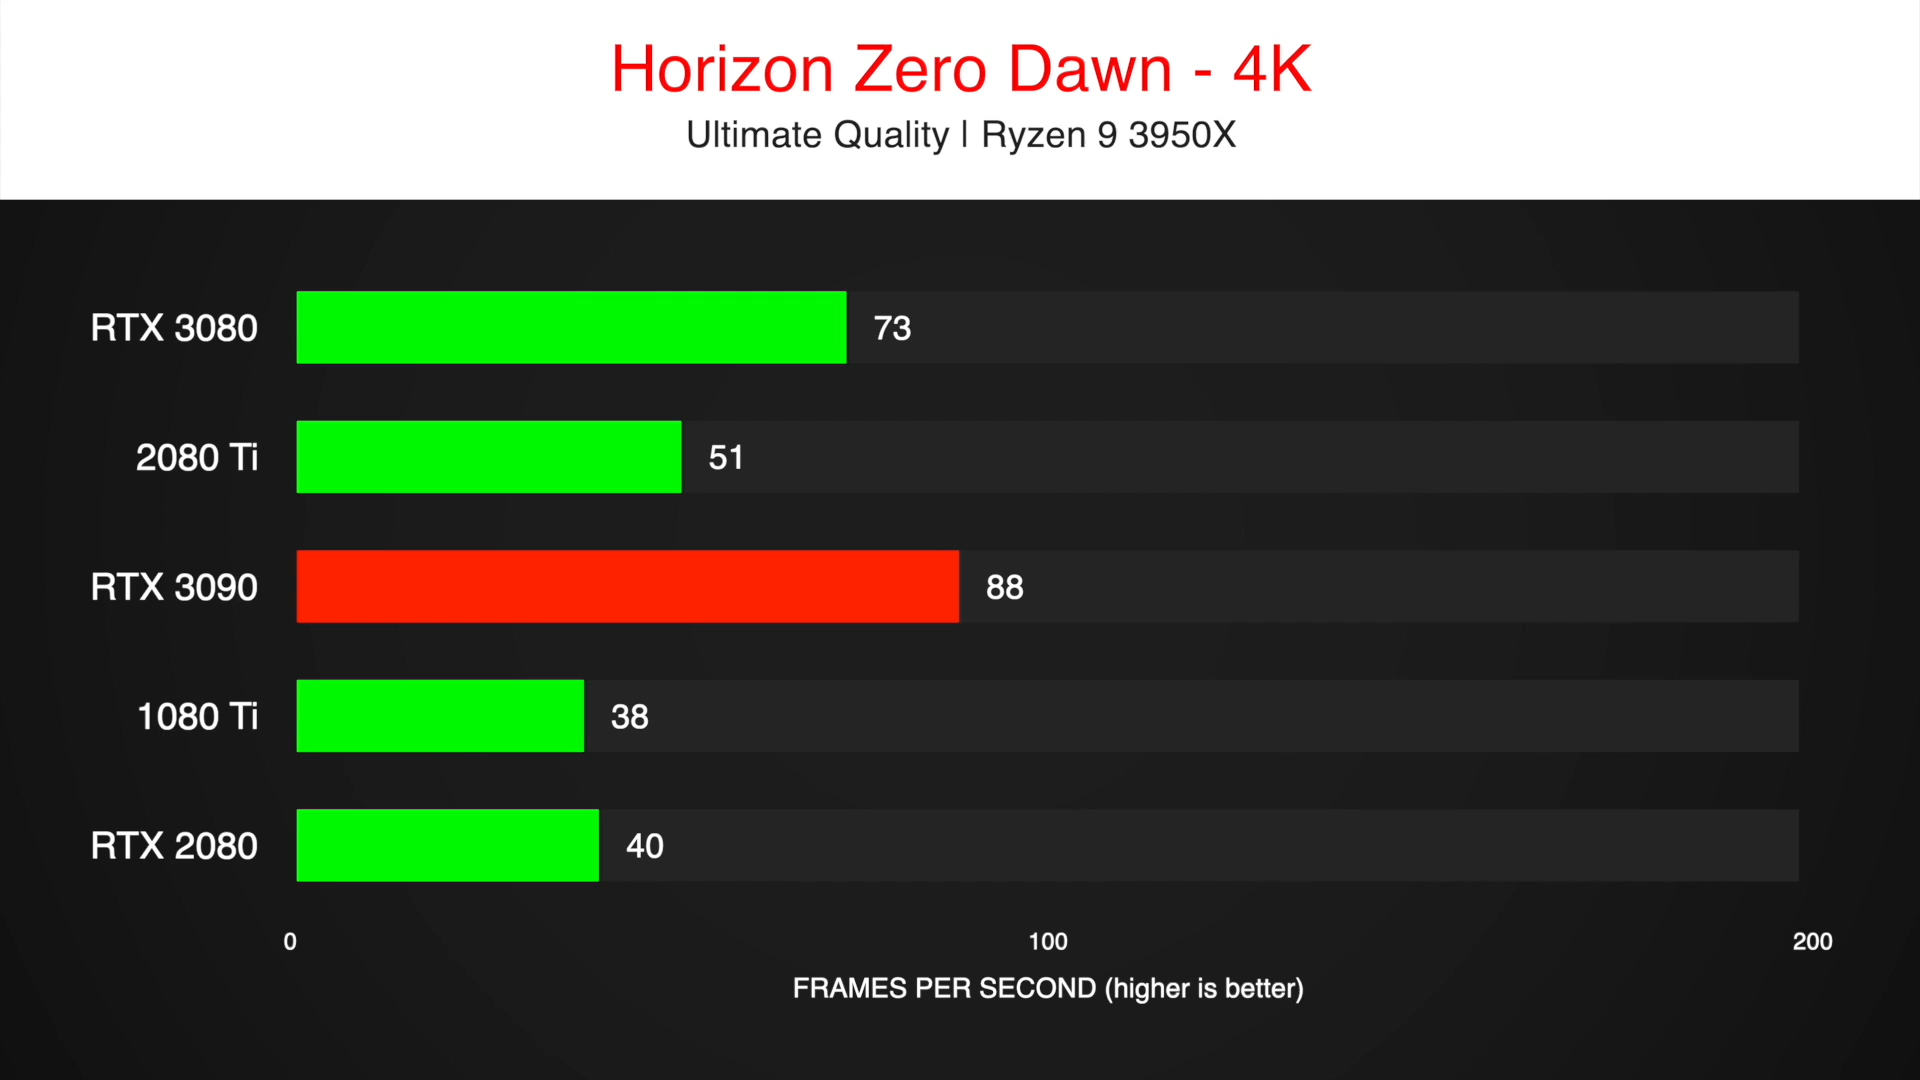 Horizon Zero Dawn - 4K
Ultimate Quality | Ryzen 9 3950X
RTX 3080 73
2080 Ti 51
RTX 3090 88
1080 Ti 38
RTX 2080 40
0 100 200
FRAMES PER SECOND (higher is better)